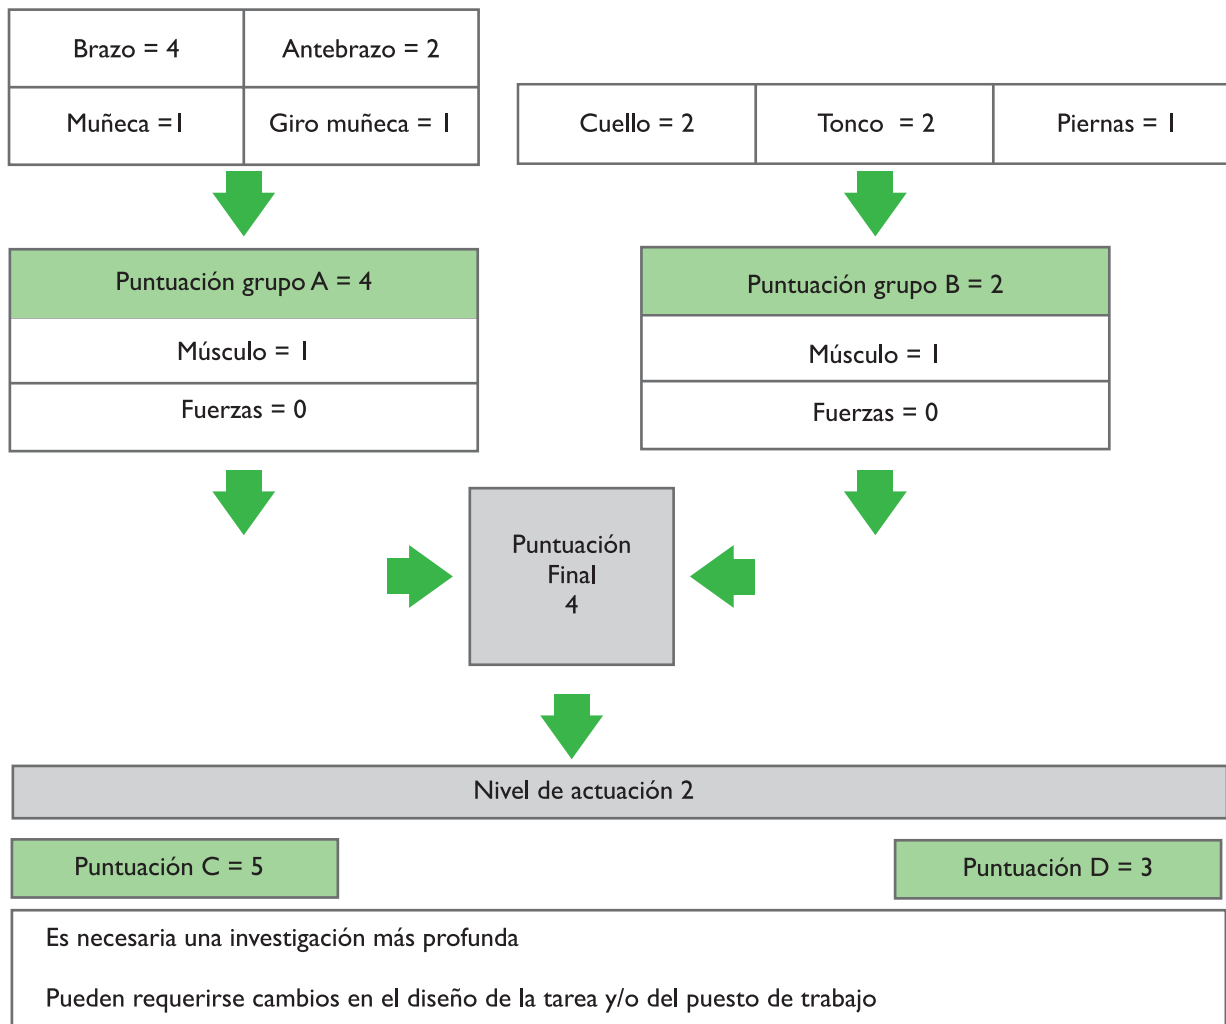 Brazo = 4
Antebrazo = 2
Muñeca =1
Giro muñeca = 1
Cuello = 2
Tonco = 2
Piernas = 1
Puntuación grupo A = 4
Músculo = 1
Fuerzas = 0
Puntuación grupo B = 2
Músculo = 1
Fuerzas = 0
Puntuación
Final
4
Nivel de actuación 2
Puntuación C = 5
Puntuación D = 3
Es necesaria una investigación más profunda
Pueden requerirse cambios en el diseño de la tarea y/o del puesto de trabajo